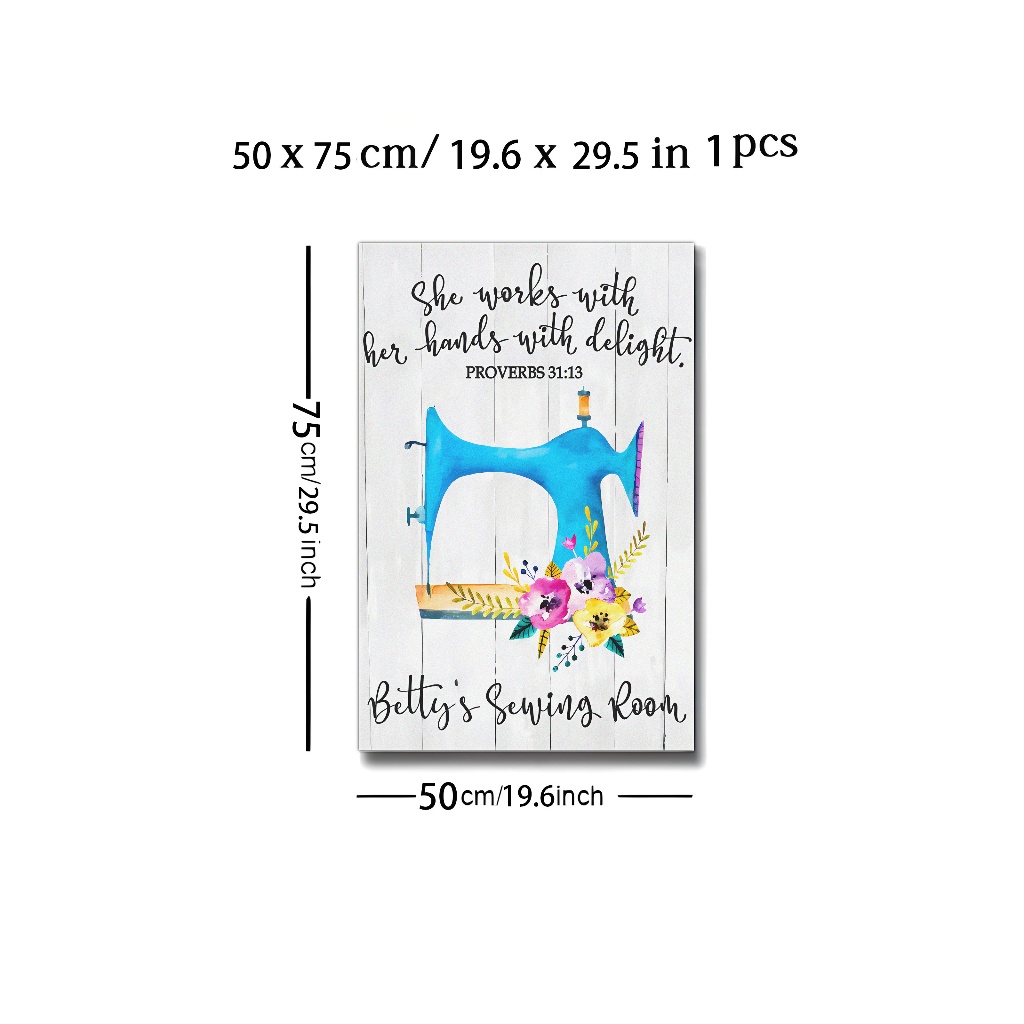 50 x 75 cm/ 19.6 x 29.5 in 1 pcs
She works with
her hands with delight.
PROVERBS 31:13
75cm/29.5inch
Betty's Sewing Room
50cm/19.6inch